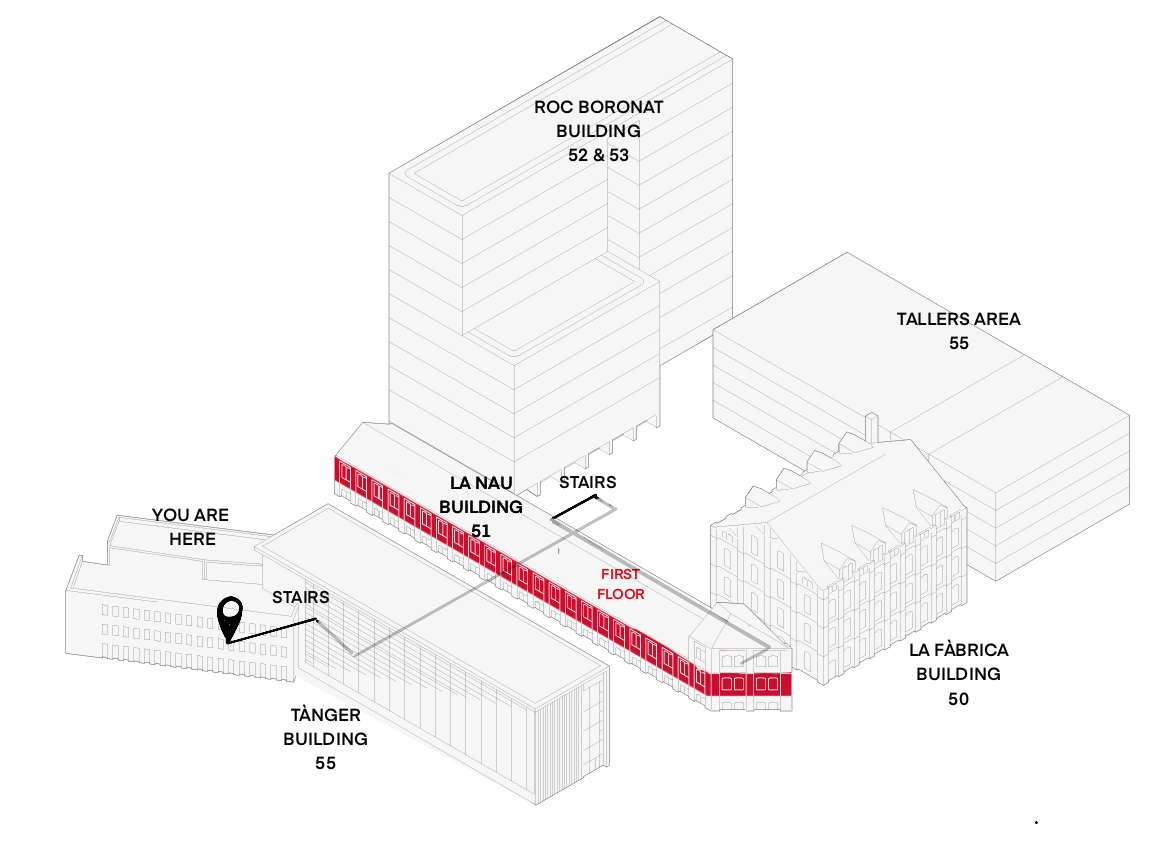 ROC BORONAT
BUILDING
52 & 53
TALLERS AREA
55
LA NAU
BUILDING
51
STAIRS
YOU ARE
HERE
FIRST
FLOOR
STAIRS
LA FÀBRICA
BUILDING
50
TÀNGER
BUILDING
55